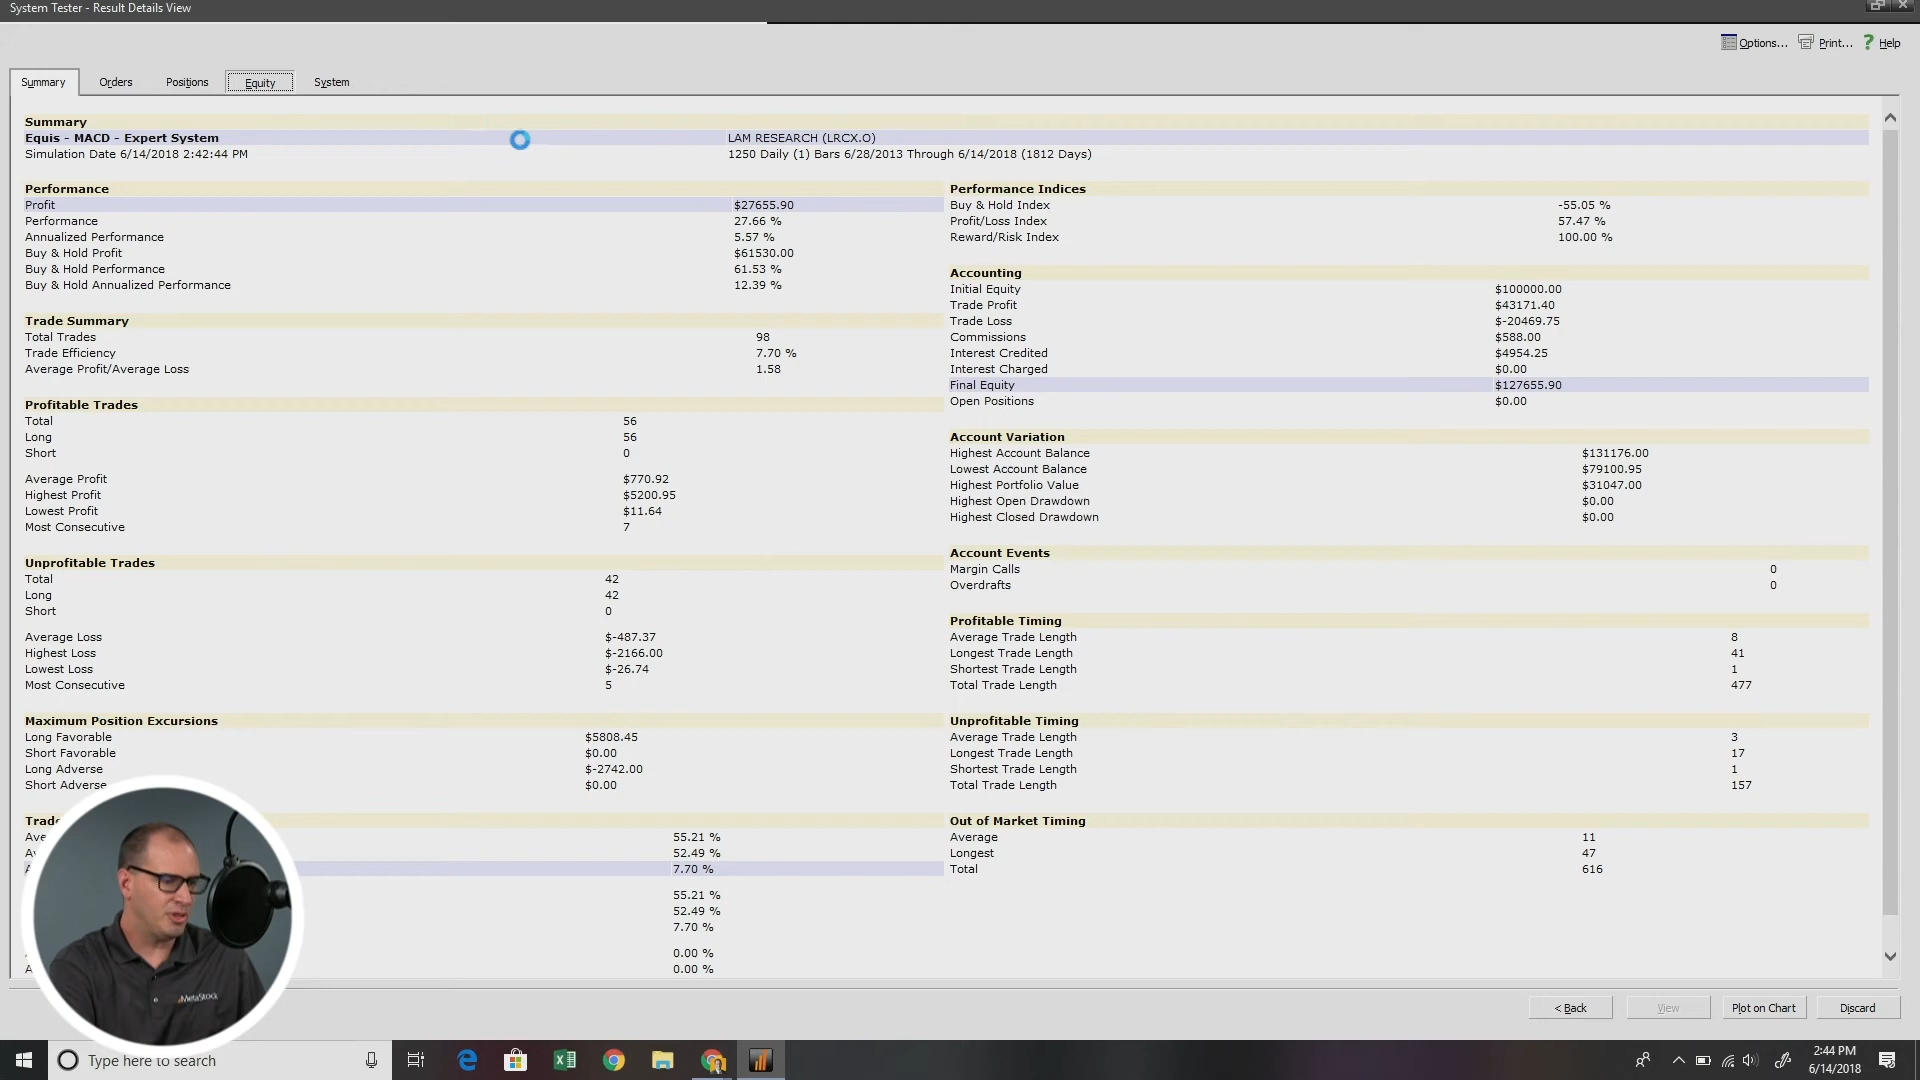 System Tester - Result Details View
Options... Print... Help
Summary Orders Positions Equity System
Summary
Equis - MACD - Expert System LAM RESEARCH (LRCX.O)
Simulation Date 6/14/2018 2:42:44 PM 1250 Daily (1) Bars 6/28/2013 Through 6/14/2018 (1812 Days)
Performance
Profit $27655.90
Performance 27.66 %
Annualized Performance 5.57 %
Buy & Hold Profit $61530.00
Buy & Hold Performance 61.53 %
Buy & Hold Annualized Performance 12.39 %
Trade Summary
Total Trades 98
Trade Efficiency 7.70 %
Average Profit/Average Loss 1.58
Profitable Trades
Total 56
Long 56
Short 0
Average Profit $770.92
Highest Profit $5200.95
Lowest Profit $11.64
Most Consecutive 7
Unprofitable Trades
Total 42
Long 42
Short 0
Average Loss $-487.37
Highest Loss $-2166.00
Lowest Loss $-26.74
Most Consecutive 5
Maximum Position Excursions
Long Favorable $5808.45
Short Favorable $0.00
Long Adverse $-2742.00
Short Adverse $0.00
Trade
Ave 55.21 %
Av 52.49 %
7.70 %
55.21 %
52.49 %
7.70 %
0.00 %
0.00 %
Performance Indices
Buy & Hold Index -55.05 %
Profit/Loss Index 57.47 %
Reward/Risk Index 100.00 %
Accounting
Initial Equity $100000.00
Trade Profit $43171.40
Trade Loss $-20469.75
Commissions $588.00
Interest Credited $4954.25
Interest Charged $0.00
Final Equity $127655.90
Open Positions $0.00
Account Variation
Highest Account Balance $131176.00
Lowest Account Balance $79100.95
Highest Portfolio Value $31047.00
Highest Open Drawdown $0.00
Highest Closed Drawdown $0.00
Account Events
Margin Calls 0
Overdrafts 0
Profitable Timing
Average Trade Length 8
Longest Trade Length 41
Shortest Trade Length 1
Total Trade Length 477
Unprofitable Timing
Average Trade Length 3
Longest Trade Length 17
Shortest Trade Length 1
Total Trade Length 157
Out of Market Timing
Average 11
Longest 47
Total 616
MetaStock
< Back View Plot on Chart Discard
Type here to search
2:44 PM
6/14/2018